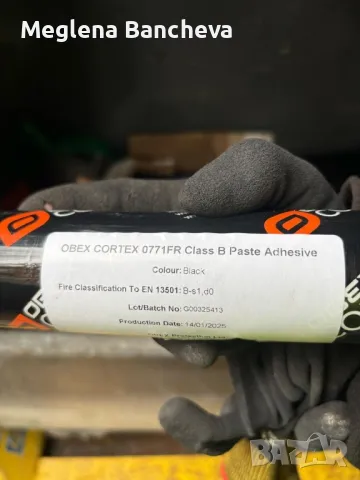 Meglena Bancheva
OBEX CORTEX 0771FR Class B Paste Adhesive
Colour: Black
Fire Classification To EN 13501: B-s1,d0
Lot/Batch No: G00325413
Production Date: 14/01/2025
BAZAR